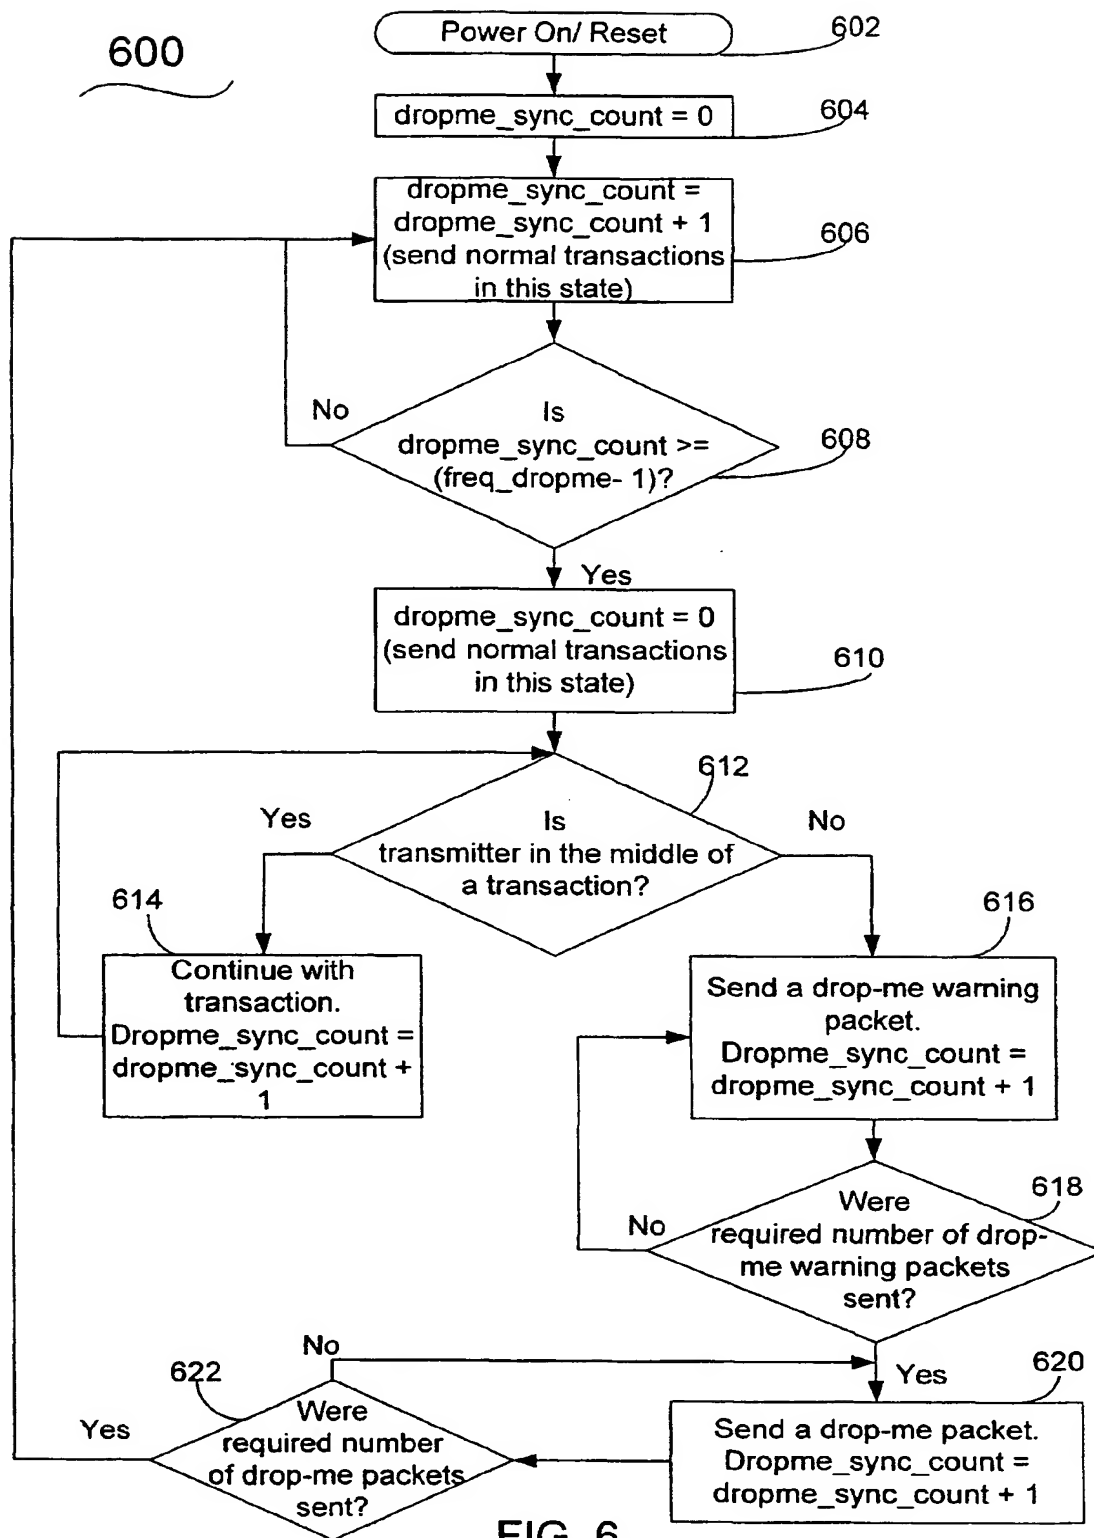 600
Power On/ Reset
602
dropme_sync_count = 0
604
dropme_sync_count =
dropme_sync_count + 1
(send normal transactions
in this state)
606
No
Is
dropme_sync_count >=
(freq_dropme- 1)?
608
Yes
dropme_sync_count = 0
(send normal transactions
in this state)
610
612
Yes
Is
transmitter in the middle of
a transaction?
No
614
Continue with
transaction.
Dropme_sync_count =
dropme_sync_count +
1
616
Send a drop-me warning
packet.
Dropme_sync_count =
dropme_sync_count + 1
618
No
Were
required number of drop-
me warning packets
sent?
Yes
620
Send a drop-me packet.
Dropme_sync_count =
dropme_sync_count + 1
No
622
Yes
Were
required number
of drop-me packets
sent?
FIG. 6